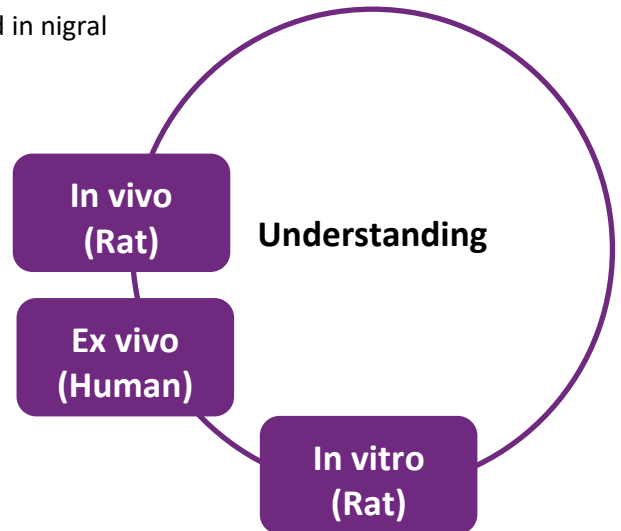 in nigral
In vivo
(Rat)
Understanding
Ex vivo
(Human)
In vitro
(Rat)